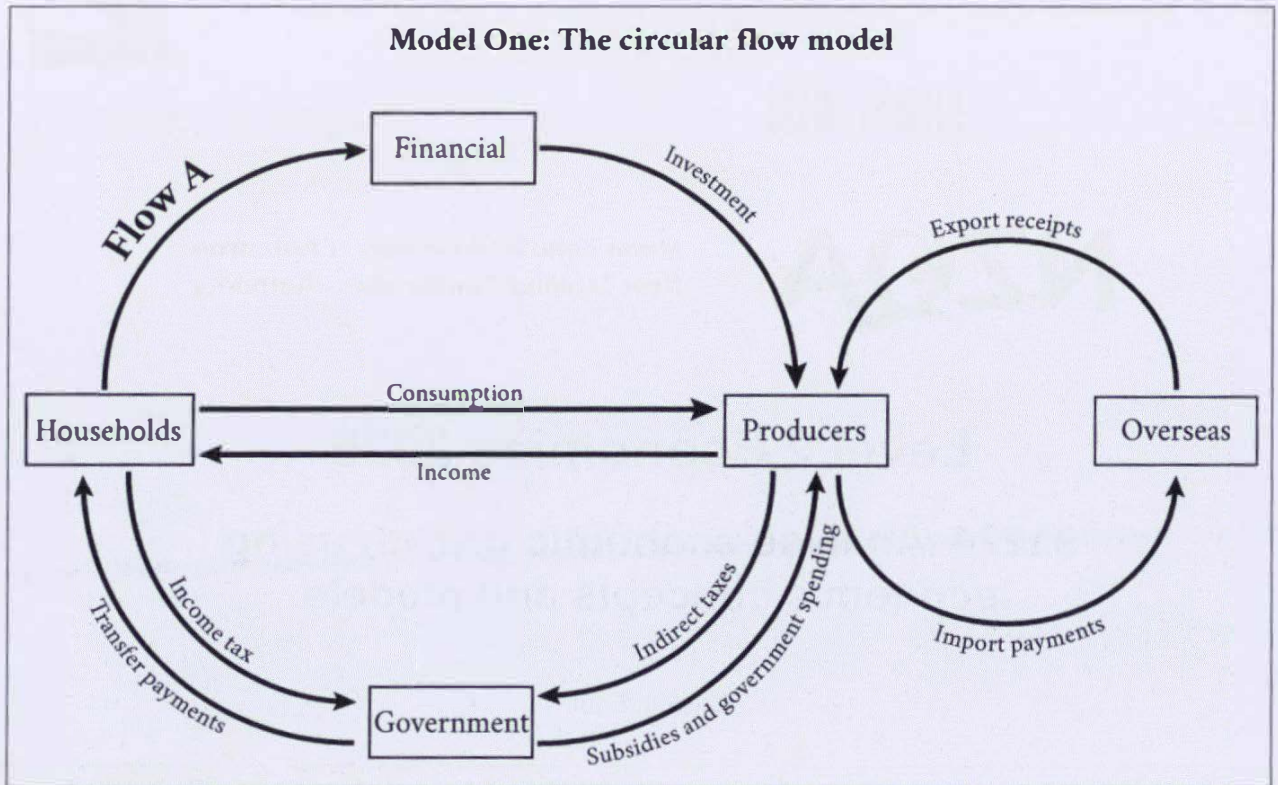 Model One: The circular flow model
Financial
Flow A
Investment
Export receipts
Households
Consumption
Income
Producers
Overseas
Income tax
Transfer payments
Indirect taxes
Subsidies and government spending
Import payments
Government